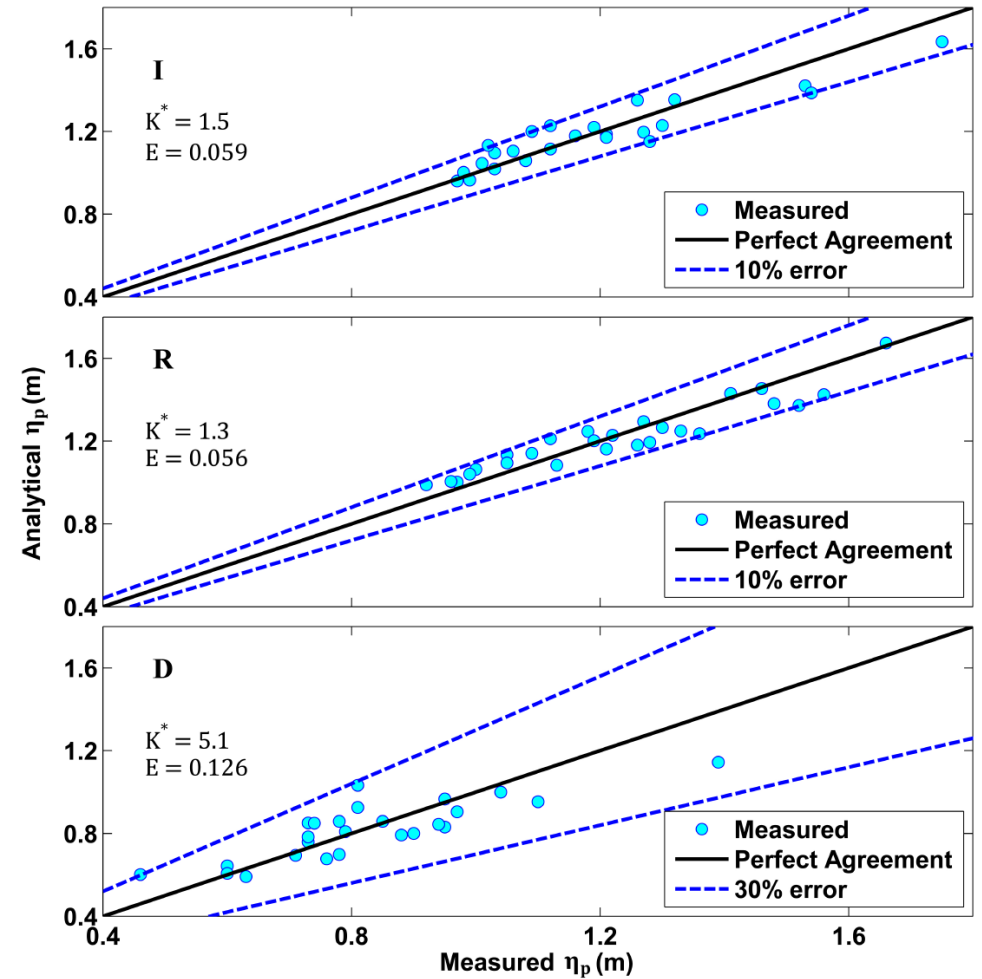 1.6
1.2
0.8
0.4
I
K* = 1.5
E = 0.059
Measured
Perfect Agreement
10% error
1.6
1.2
0.8
0.4
R
K* = 1.3
E = 0.056
Measured
Perfect Agreement
10% error
Analytical ηp (m)
1.6
1.2
0.8
0.4
D
K* = 5.1
E = 0.126
Measured
Perfect Agreement
30% error
0.4 0.8 1.2 1.6
Measured ηp (m)